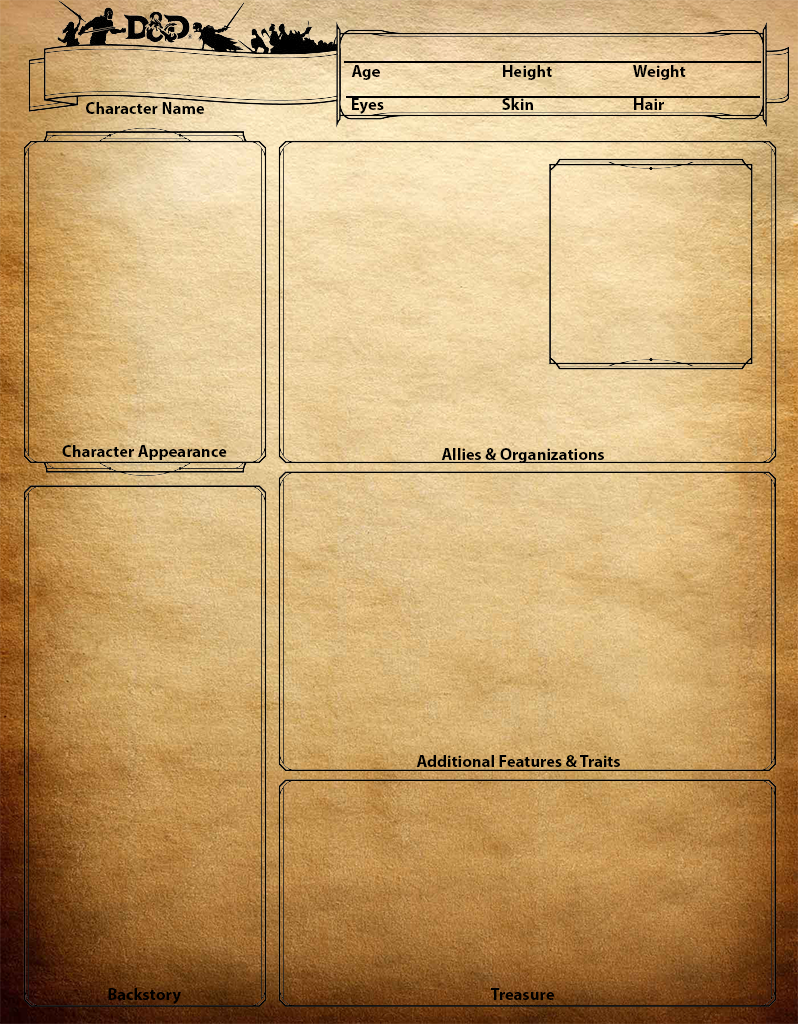 D&D
Age Height Weight
Character Name
Eyes Skin Hair
Character Appearance
Allies & Organizations
Additional Features & Traits
Backstory
Treasure